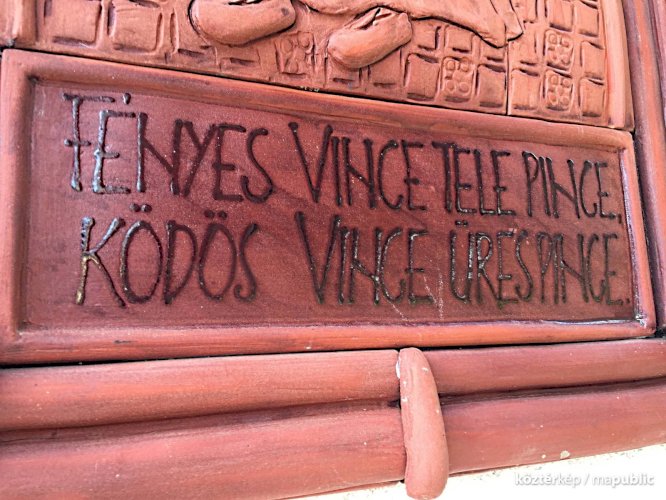 FÉNYES VINCE TELE PINCE,
KÖDÖS VINCE ÜRES PINCE.
köztérkép / mapublic